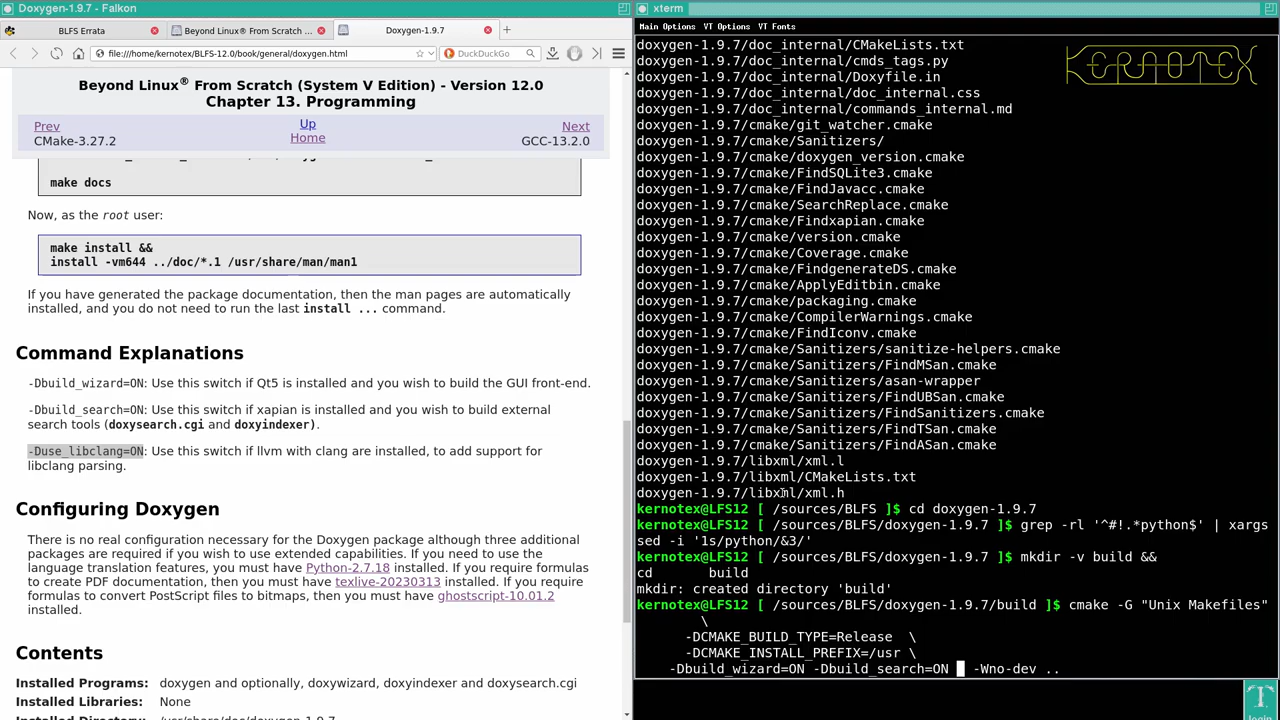 Doxygen-1.9.7 - Falkon
BLFS Errata
Beyond Linux® From Scratch ...
Doxygen-1.9.7
file:///home/kernotex/BLFS-12.0/book/general/doxygen.html
DuckDuckGo
Beyond Linux® From Scratch (System V Edition) - Version 12.0
Chapter 13. Programming
Prev
Up
Next
CMake-3.27.2
Home
GCC-13.2.0
make docs
Now, as the root user:
make install &&
install -vm644 ../doc/*.1 /usr/share/man/man1
If you have generated the package documentation, then the man pages are automatically
installed, and you do not need to run the last install ... command.
Command Explanations
-Dbuild_wizard=ON: Use this switch if Qt5 is installed and you wish to build the GUI front-end.
-Dbuild_search=ON: Use this switch if xapian is installed and you wish to build external
search tools (doxysearch.cgi and doxyindexer).
-Duse_libclang=ON: Use this switch if llvm with clang are installed, to add support for
libclang parsing.
Configuring Doxygen
There is no real configuration necessary for the Doxygen package although three additional
packages are required if you wish to use extended capabilities. If you need to use the
language translation features, you must have Python-2.7.18 installed. If you require formulas
to create PDF documentation, then you must have texlive-20230313 installed. If you require
formulas to convert PostScript files to bitmaps, then you must have ghostscript-10.01.2
installed.
Contents
Installed Programs: doxygen and optionally, doxywizard, doxyindexer and doxysearch.cgi
Installed Libraries: None
Installed Directory: /usr/share/doc/doxygen-1.9.7
xterm
Main Options VT Options VT Fonts
KERNOTEX
doxygen-1.9.7/doc_internal/CMakeLists.txt
doxygen-1.9.7/doc_internal/cmds_tags.py
doxygen-1.9.7/doc_internal/Doxyfile.in
doxygen-1.9.7/doc_internal/doc_internal.css
doxygen-1.9.7/doc_internal/commands_internal.md
doxygen-1.9.7/cmake/git_watcher.cmake
doxygen-1.9.7/cmake/Sanitizers/
doxygen-1.9.7/cmake/doxygen_version.cmake
doxygen-1.9.7/cmake/FindSQLite3.cmake
doxygen-1.9.7/cmake/FindJavacc.cmake
doxygen-1.9.7/cmake/SearchReplace.cmake
doxygen-1.9.7/cmake/Findxapian.cmake
doxygen-1.9.7/cmake/version.cmake
doxygen-1.9.7/cmake/Coverage.cmake
doxygen-1.9.7/cmake/FindgenerateDS.cmake
doxygen-1.9.7/cmake/ApplyEditbin.cmake
doxygen-1.9.7/cmake/packaging.cmake
doxygen-1.9.7/cmake/CompilerWarnings.cmake
doxygen-1.9.7/cmake/FindIconv.cmake
doxygen-1.9.7/cmake/Sanitizers/sanitize-helpers.cmake
doxygen-1.9.7/cmake/Sanitizers/FindMSan.cmake
doxygen-1.9.7/cmake/Sanitizers/asan-wrapper
doxygen-1.9.7/cmake/Sanitizers/FindUBSan.cmake
doxygen-1.9.7/cmake/Sanitizers/FindSanitizers.cmake
doxygen-1.9.7/cmake/Sanitizers/FindTSan.cmake
doxygen-1.9.7/cmake/Sanitizers/FindASan.cmake
doxygen-1.9.7/libxml/xml.l
doxygen-1.9.7/libxml/CMakeLists.txt
doxygen-1.9.7/libxml/xml.h
kernotex@LFS12 [ /sources/BLFS ]$ cd doxygen-1.9.7
kernotex@LFS12 [ /sources/BLFS/doxygen-1.9.7 ]$ grep -rl '^#!.*python$' | xargs
sed -i '1s/python/&3/'
kernotex@LFS12 [ /sources/BLFS/doxygen-1.9.7 ]$ mkdir -v build &&
cd build
mkdir: created directory 'build'
kernotex@LFS12 [ /sources/BLFS/doxygen-1.9.7/build ]$ cmake -G "Unix Makefiles"
\
-DCMAKE_BUILD_TYPE=Release \
-DCMAKE_INSTALL_PREFIX=/usr \
-Dbuild_wizard=ON -Dbuild_search=ON -Wno-dev ..
T
login